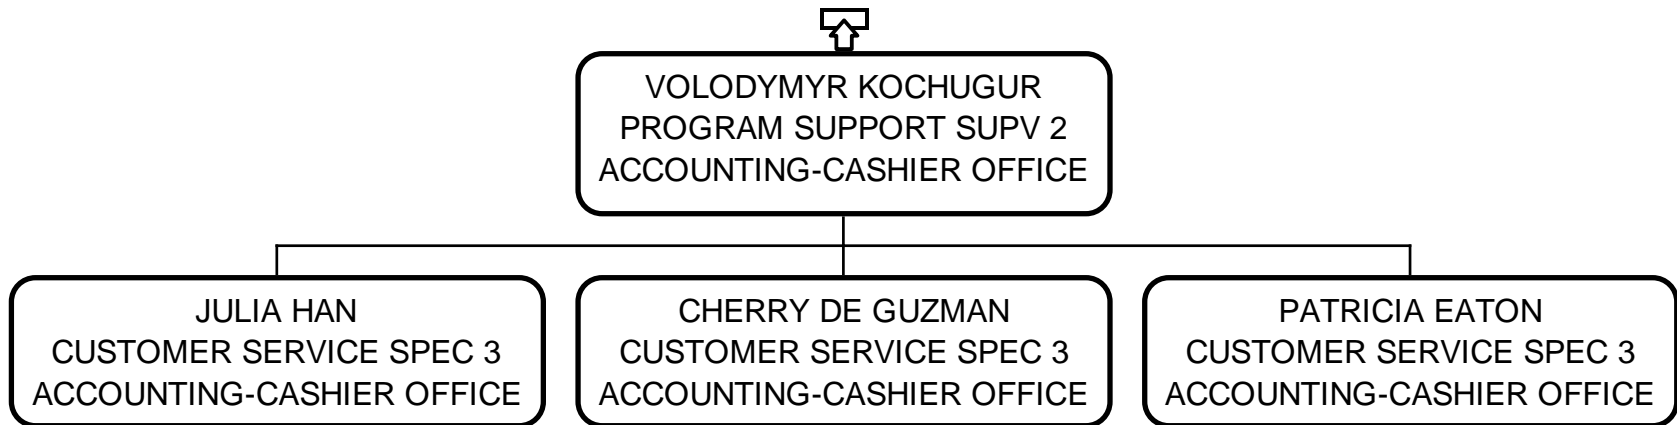 VOLODYMYR KOCHUGUR
PROGRAM SUPPORT SUPV 2
ACCOUNTING-CASHIER OFFICE
JULIA HAN
CUSTOMER SERVICE SPEC 3
ACCOUNTING-CASHIER OFFICE
CHERRY DE GUZMAN
CUSTOMER SERVICE SPEC 3
ACCOUNTING-CASHIER OFFICE
PATRICIA EATON
CUSTOMER SERVICE SPEC 3
ACCOUNTING-CASHIER OFFICE